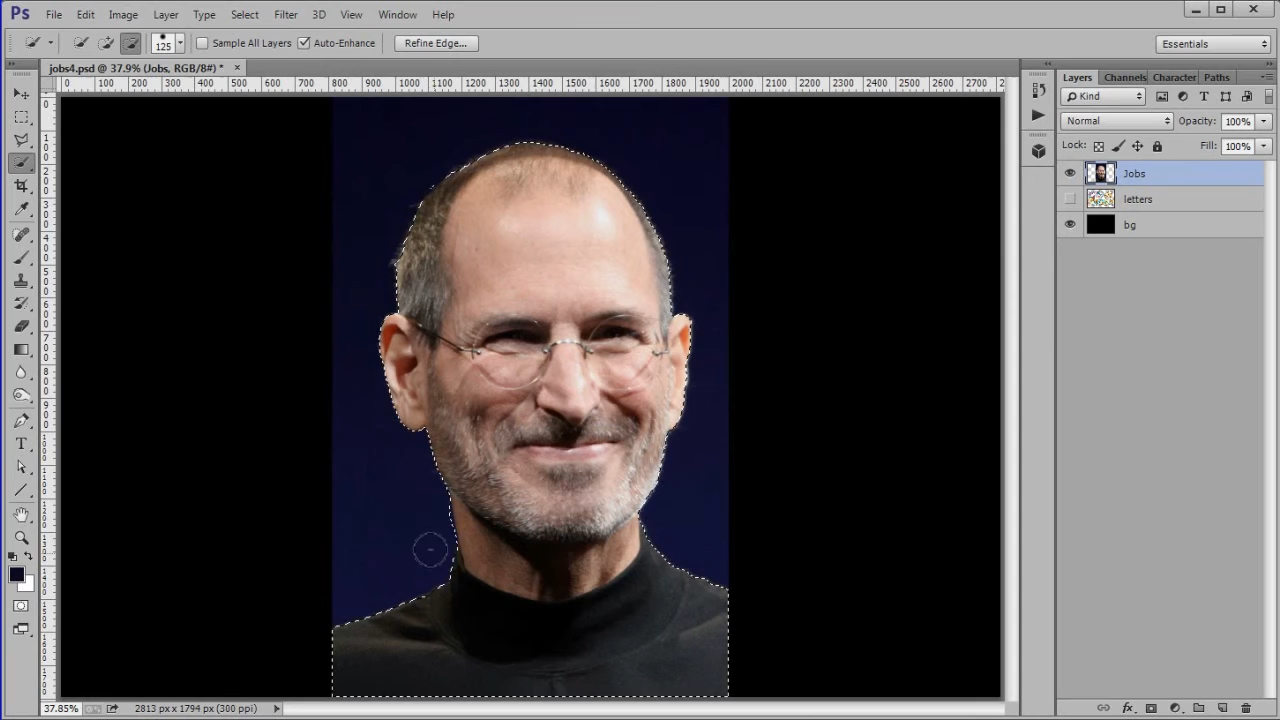 Ps File Edit Image Layer Type Select Filter 3D View Window Help
125 Sample All Layers Auto-Enhance Refine Edge... Essentials
jobs4.psd @ 37.9% (Jobs, RGB/8#) * ×
0 100 200 300 400 500 600 700 800 900 1000 1100 1200 1300 1400 1500 1600 1700 1800 1900 2000 2100 2200 2300 2400 2500 2600 2700 2
Layers Channels Character Paths
Kind
Normal Opacity: 100%
Lock: Fill: 100%
Jobs
letters
bg
37.85% 2813 px x 1794 px (300 ppi)